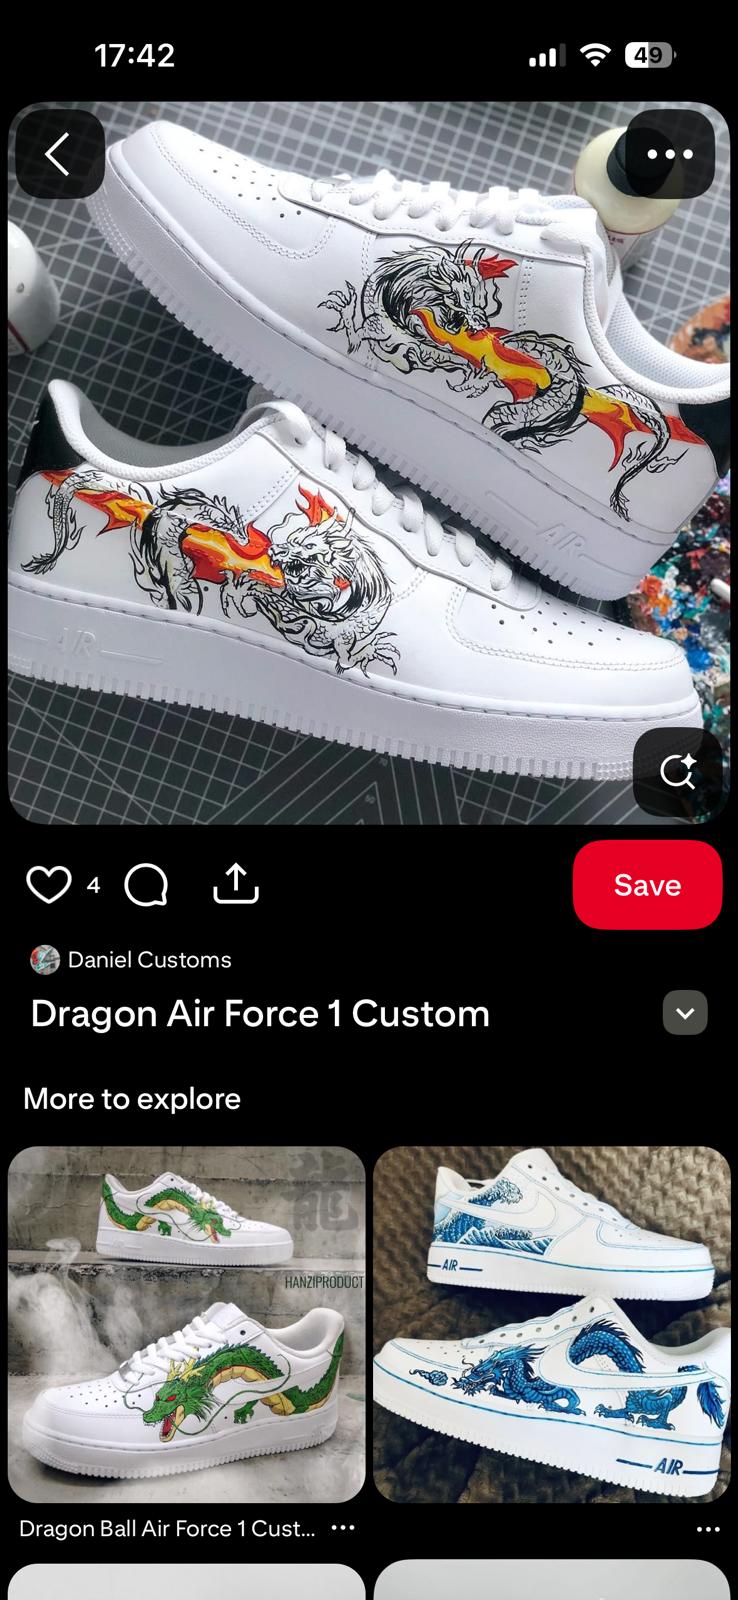 17:42
49
AIR
AIR
4
Save
Daniel Customs
Dragon Air Force 1 Custom
More to explore
龍
HANZIPRODUCT
AIR
AIR
Dragon Ball Air Force 1 Cust...